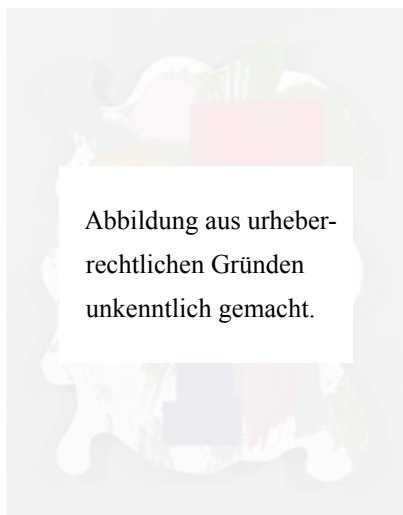 Abbildung aus urheber-
rechtlichen Gründen
unkenntlich gemacht.